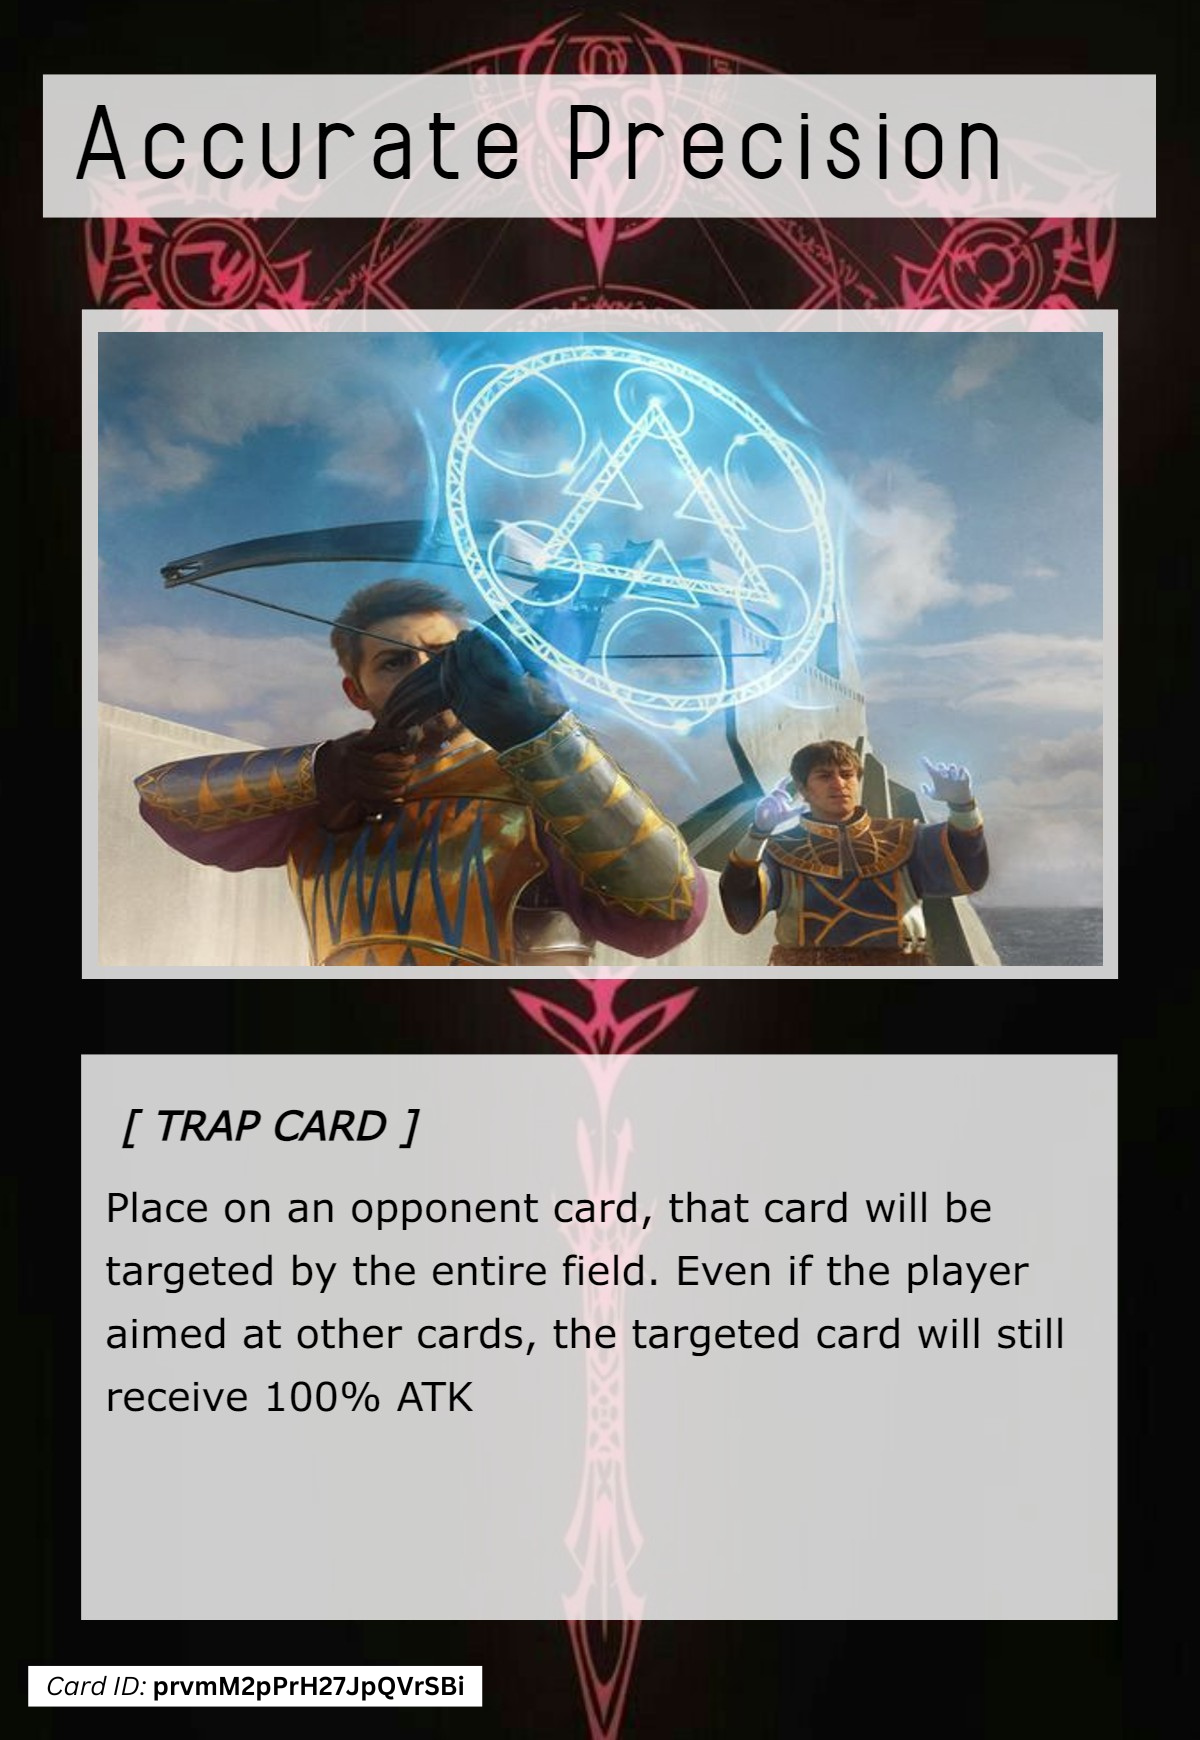 Accurate Precision
[ TRAP CARD ]
Place on an opponent card, that card will be
targeted by the entire field. Even if the player
aimed at other cards, the targeted card will still
receive 100% ATK
Card ID: prvmM2pPrH27JpQVrSBi